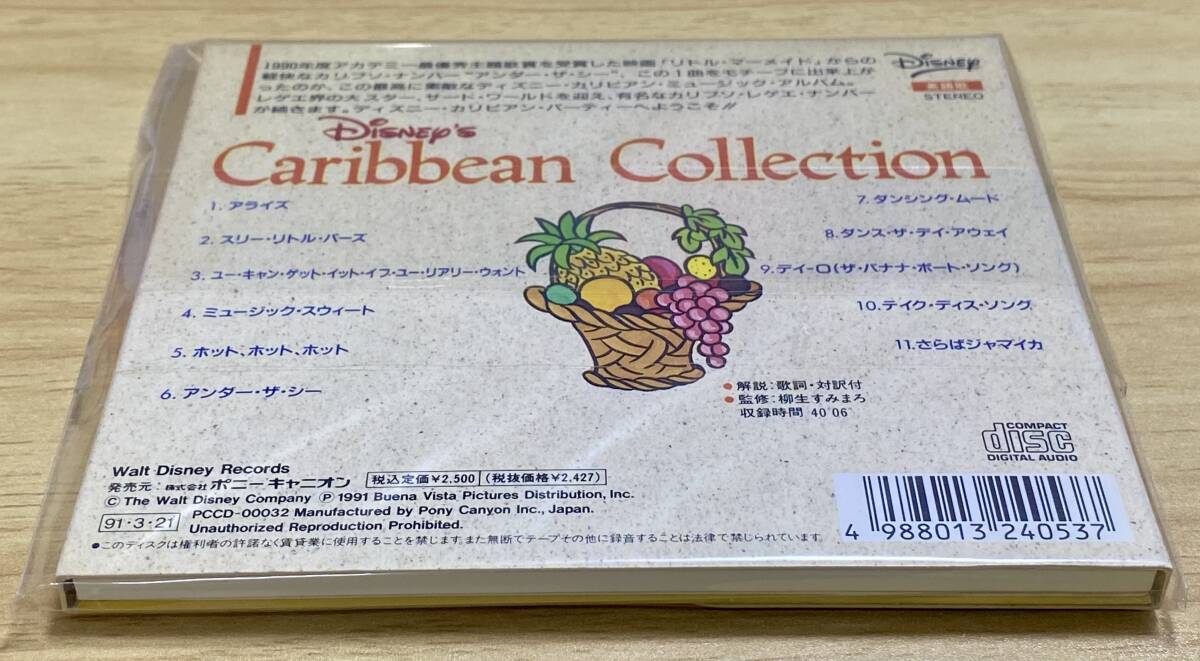 1990年度アカデミー最優秀主題歌賞を受賞した映画「リトル・マーメイド」からの
軽快なカリプソ・ナンバー"アンダー・ザ・シー"、この1曲をモチーフに出来上が
ったのが、この最高に素敵なディズニー・カリビアン・ミュージック・アルバム。
レゲエ界の大スター、サード・ワールドを迎え、有名なカリプソ・レゲエ・ナンバー
が続きます。ディズニー・カリビアン・パーティーへようこそ!!
Disney
英語版
STEREO
Disney's
Caribbean Collection
1. アライズ
2. スリー・リトル・バーズ
3. ユー・キャン・ゲット・イット・イフ・ユー・リアリー・ウォント
4. ミュージック・スウィート
5. ホット、ホット、ホット
6. アンダー・ザ・シー
7. ダンシング・ムード
8. ダンス・ザ・デイ・アウェイ
9. デイ-O(ザ・バナナ・ボート・ソング)
10. テイク・ディス・ソング
11. さらばジャマイカ
●解説:歌詞・対訳付
●監修:柳生すみまろ
収録時間 40'06"
COMPACT
disc
DIGITAL AUDIO
Walt Disney Records
発売元:株式会社 ポニーキャニオン 税込定価¥2,500 (税抜価格¥2,427)
© The Walt Disney Company ℗ 1991 Buena Vista Pictures Distribution, Inc.
91・3・21 PCCD-00032 Manufactured by Pony Canyon Inc., Japan.
Unauthorized Reproduction Prohibited.
●このディスクは権利者の許諾なく賃貸業に使用することを禁じます。また無断でテープその他に録音することは法律で禁じられています。
4 988013 240537